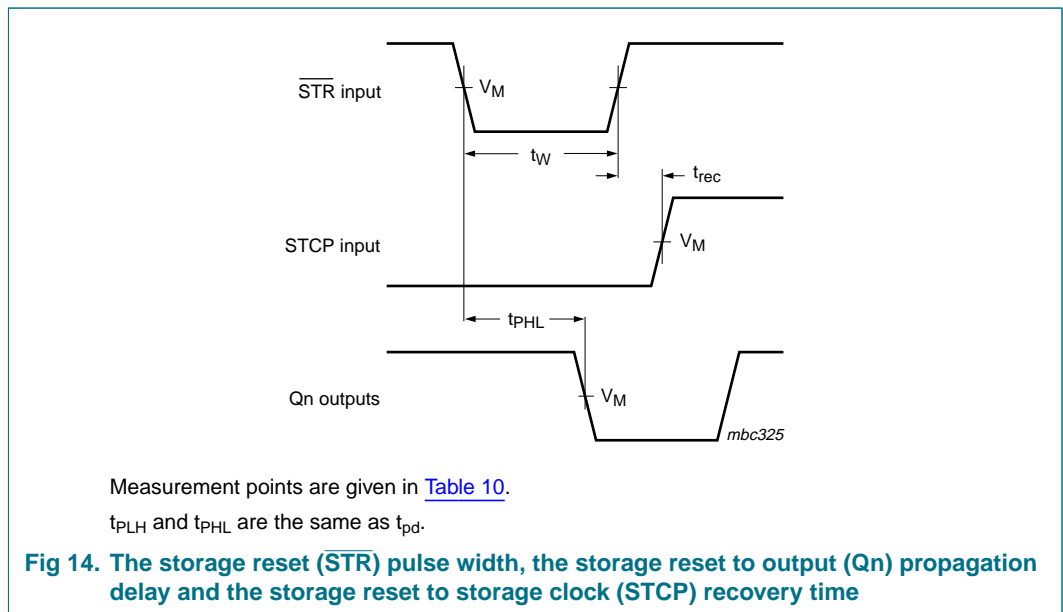 STR input
VM
tW
trec
STCP input
VM
tPHL
Qn outputs
VM
mbc325
Measurement points are given in Table 10.
tPLH and tPHL are the same as tpd.
Fig 14. The storage reset (STR) pulse width, the storage reset to output (Qn) propagation
delay and the storage reset to storage clock (STCP) recovery time